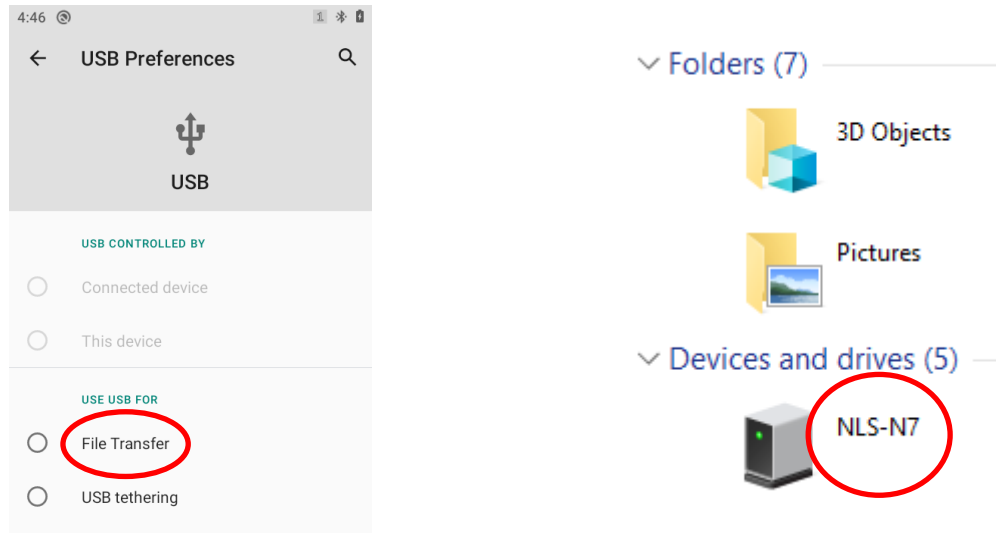 4:46
1
USB Preferences
USB
USB CONTROLLED BY
Connected device
This device
USE USB FOR
File Transfer
USB tethering
Folders (7)
3D Objects
Pictures
Devices and drives (5)
NLS-N7